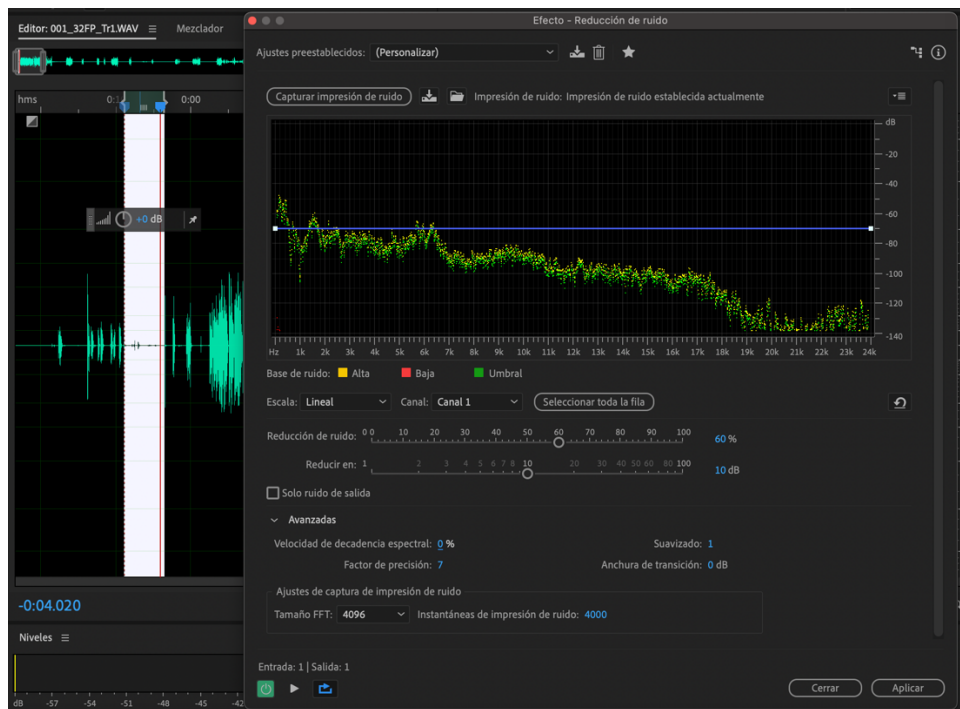 Efecto - Reducción de ruido
Editor: 001_32FP_Tr1.WAV Mezclador
Ajustes preestablecidos: (Personalizar)
hms 0:00
+0 dB
-0:04.020
Niveles
dB -57 -54 -51 -48 -45 -42
Capturar impresión de ruido Impresión de ruido: Impresión de ruido establecida actualmente
dB
-20
-40
-60
-80
-100
-120
-140
Hz 1k 2k 3k 4k 5k 6k 7k 8k 9k 10k 11k 12k 13k 14k 15k 16k 17k 18k 19k 20k 21k 22k 23k 24k
Base de ruido: Alta Baja Umbral
Escala: Lineal Canal: Canal 1 Seleccionar toda la fila
Reducción de ruido: 0 0 10 20 30 40 50 60 70 80 90 100 60 %
Reducir en: 1 2 3 4 5 6 7 8 10 20 30 40 50 60 80 100 10 dB
Solo ruido de salida
Avanzadas
Velocidad de decadencia espectral: 0 % Suavizado: 1
Factor de precisión: 7 Anchura de transición: 0 dB
Ajustes de captura de impresión de ruido
Tamaño FFT: 4096 Instantáneas de impresión de ruido: 4000
Entrada: 1 | Salida: 1
Cerrar Aplicar